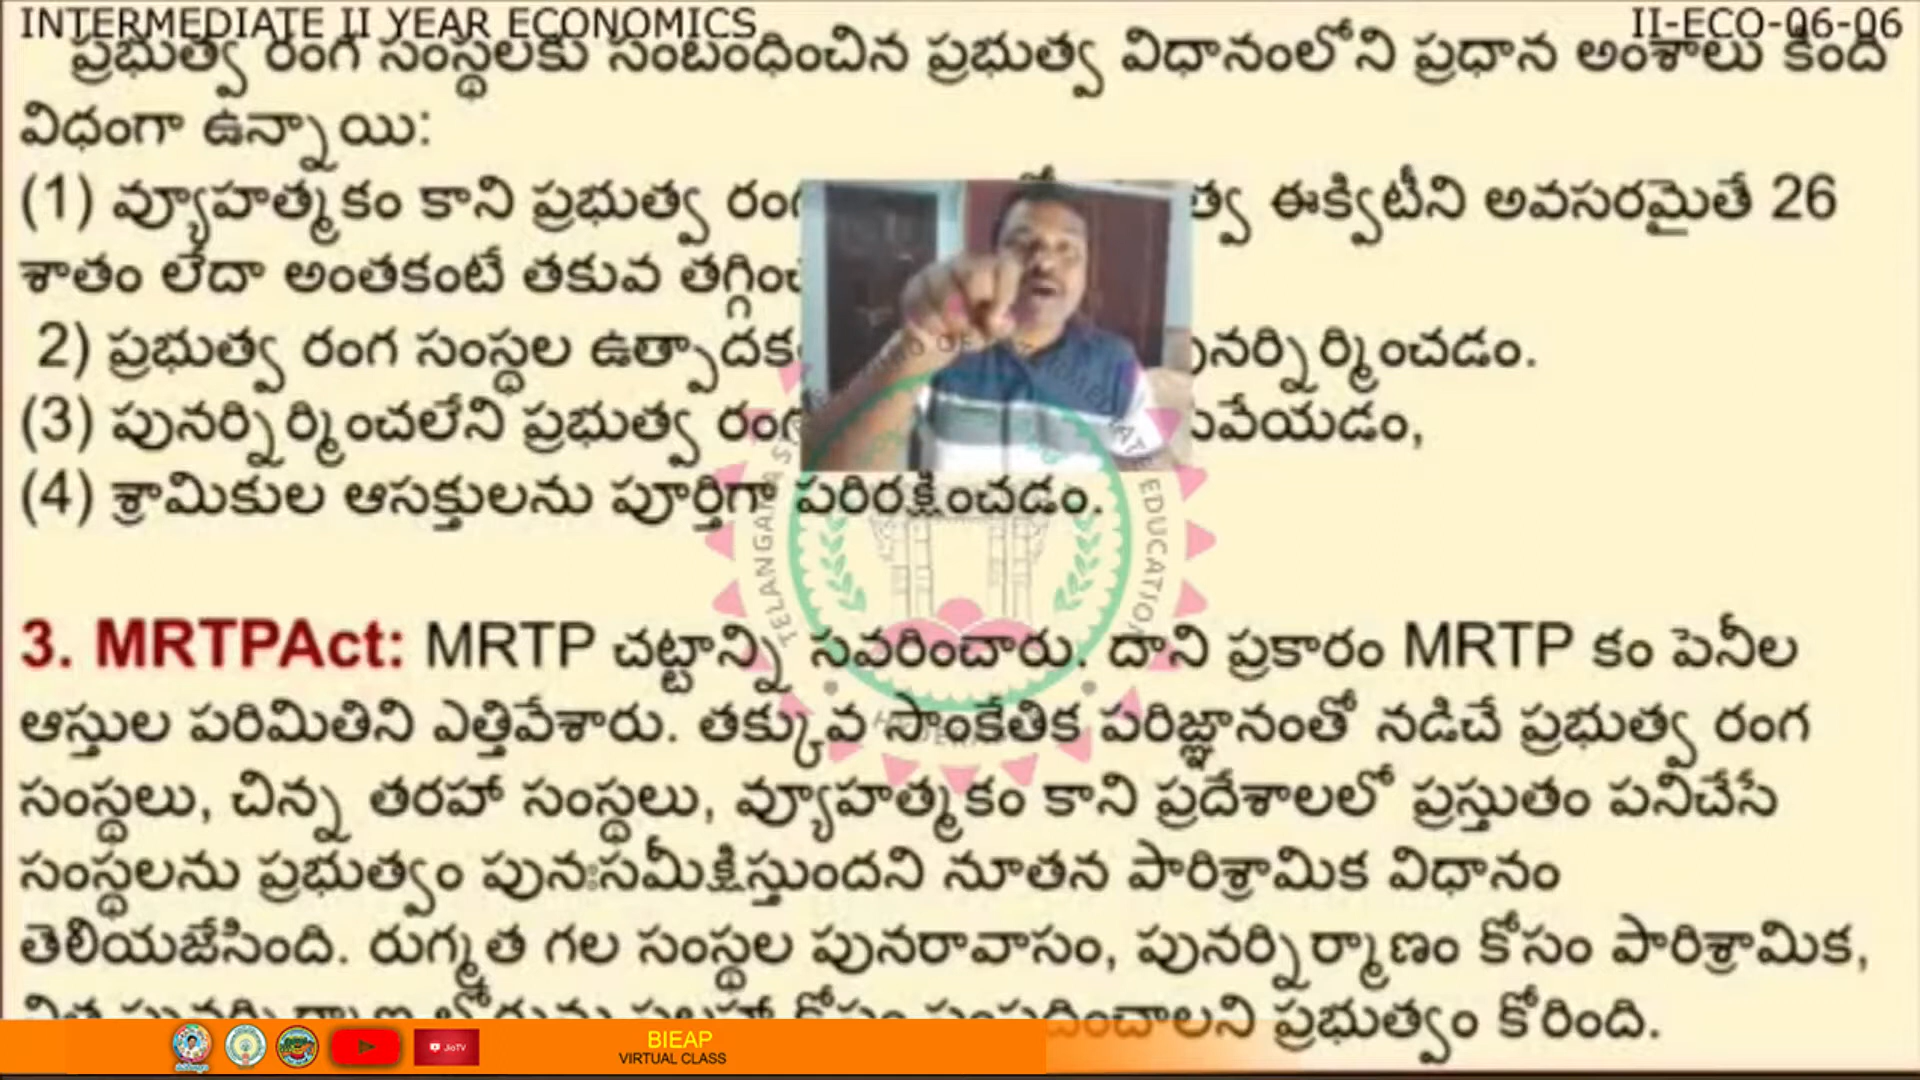 INTERMEDIATE II YEAR ECONOMICS
II-ECO-06-06
ప్రభుత్వ రంగ సంస్థలకు సంబంధించిన ప్రభుత్వ విధానంలోని ప్రధాన అంశాలు కింది
విధంగా ఉన్నాయి:
(1) వ్యూహత్మకం కాని ప్రభుత్వ ఈక్విటీని అవసరమైతే 26
శాతం లేదా అంతకంటే తకువ
2) ప్రభుత్వ రంగ సంస్థల పునర్నిర్మించడం.
(3) పునర్నిర్మించలేని ప్రభుత్వ
(4) శ్రామికుల ఆసక్తులను పూర్తిగా పరిరక్షించడం.
3. MRTPAct: MRTP చట్టాన్ని సవరించారు. దాని ప్రకారం MRTP కం పెనీల
ఆస్తుల పరిమితిని ఎత్తివేశారు. తక్కువ సాంకేతిక పరిజ్ఞానంతో నడిచే ప్రభుత్వ రంగ
సంస్థలు, చిన్న తరహా సంస్థలు, వ్యూహత్మకం కాని ప్రదేశాలలో ప్రస్తుతం పనిచేసే
సంస్థలను ప్రభుత్వం పునఃసమీక్షిస్తుందని నూతన పారిశ్రామిక విధానం
తెలియజేసింది. రుగ్మత గల సంస్థల పునరావాసం, పునర్నిర్మాణం కోసం పారిశ్రామిక,
ప్రభుత్వం కోరింది.
JioTV
BIEAP
VIRTUAL CLASS